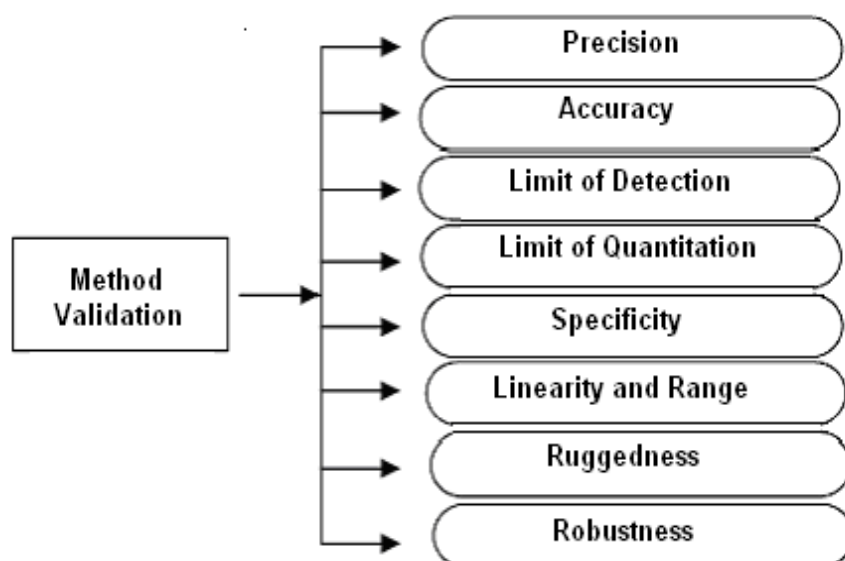 Precision
Accuracy
Limit of Detection
Limit of Quantitation
Method
Validation
Specificity
Linearity and Range
Ruggedness
Robustness